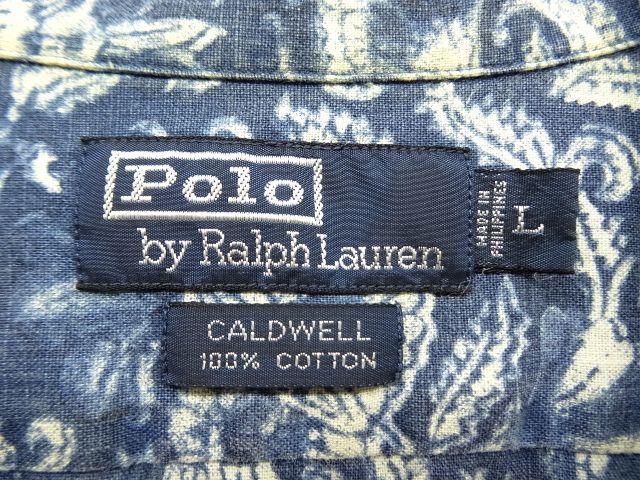 Polo
by Ralph Lauren
MADE IN
PHILIPPINES
L
CALDWELL
100% COTTON